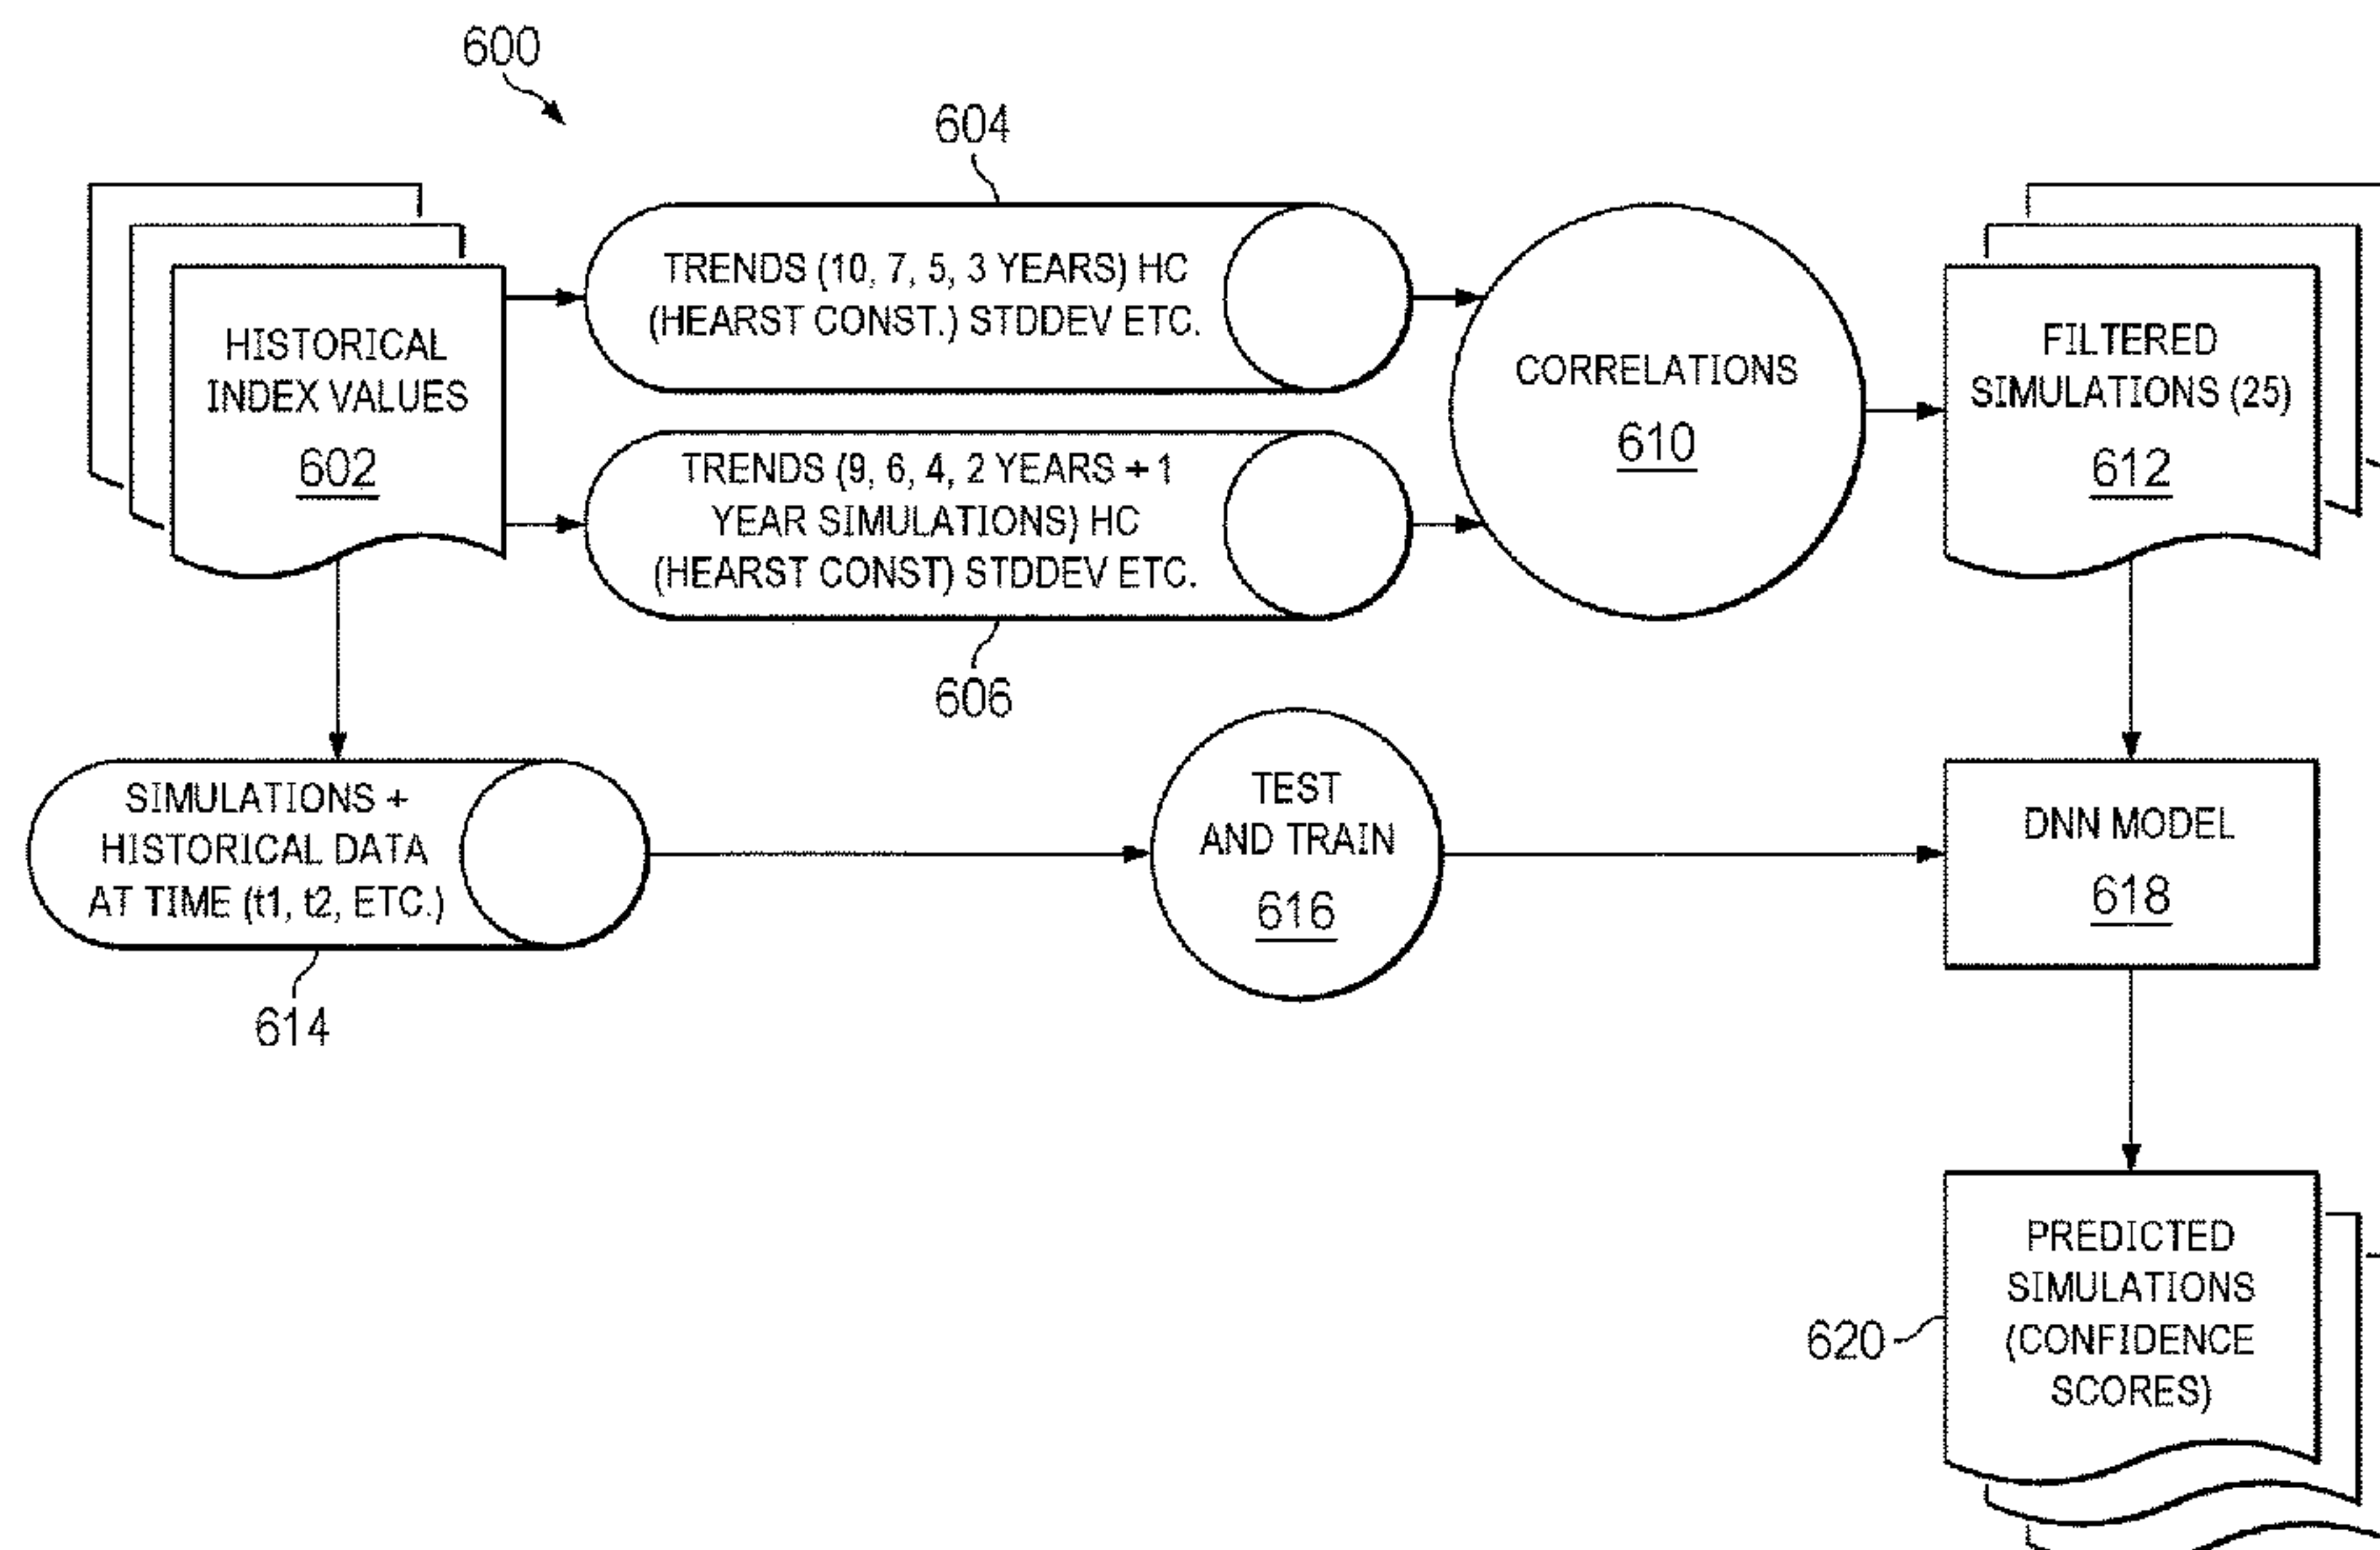 600
604
TRENDS (10, 7, 5, 3 YEARS) HC
(HEARST CONST.) STDDEV ETC.
HISTORICAL
INDEX VALUES
602
TRENDS (9, 6, 4, 2 YEARS + 1
YEAR SIMULATIONS) HC
(HEARST CONST) STDDEV ETC.
606
CORRELATIONS
610
FILTERED
SIMULATIONS (25)
612
SIMULATIONS +
HISTORICAL DATA
AT TIME (t1, t2, ETC.)
614
TEST
AND TRAIN
616
DNN MODEL
618
PREDICTED
SIMULATIONS
(CONFIDENCE
SCORES)
620